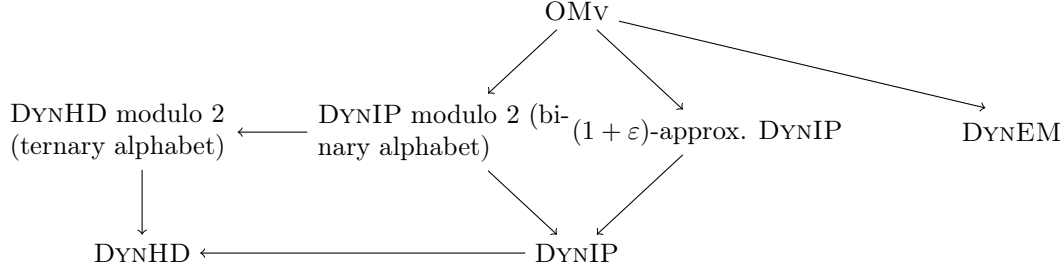 OMv
DynHD modulo 2
(ternary alphabet)
DynIP modulo 2 (bi-
nary alphabet)
(1 + ε)-approx. DynIP
DynEM
DynHD
DynIP